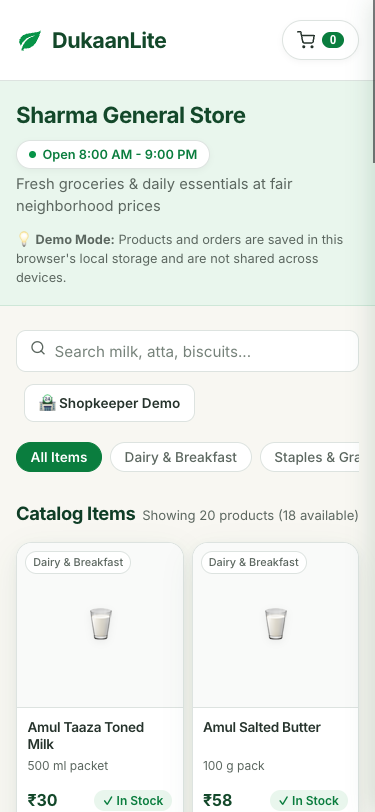 DukaanLite
0
Sharma General Store
Open 8:00 AM - 9:00 PM
Fresh groceries & daily essentials at fair
neighborhood prices
💡 Demo Mode: Products and orders are saved in this
browser's local storage and are not shared across
devices.
Search milk, atta, biscuits...
Shopkeeper Demo
All Items
Dairy & Breakfast
Staples & Gra
Catalog Items
Showing 20 products (18 available)
Dairy & Breakfast
Amul Taaza Toned
Milk
500 ml packet
₹30
✓ In Stock
Dairy & Breakfast
Amul Salted Butter
100 g pack
₹58
✓ In Stock